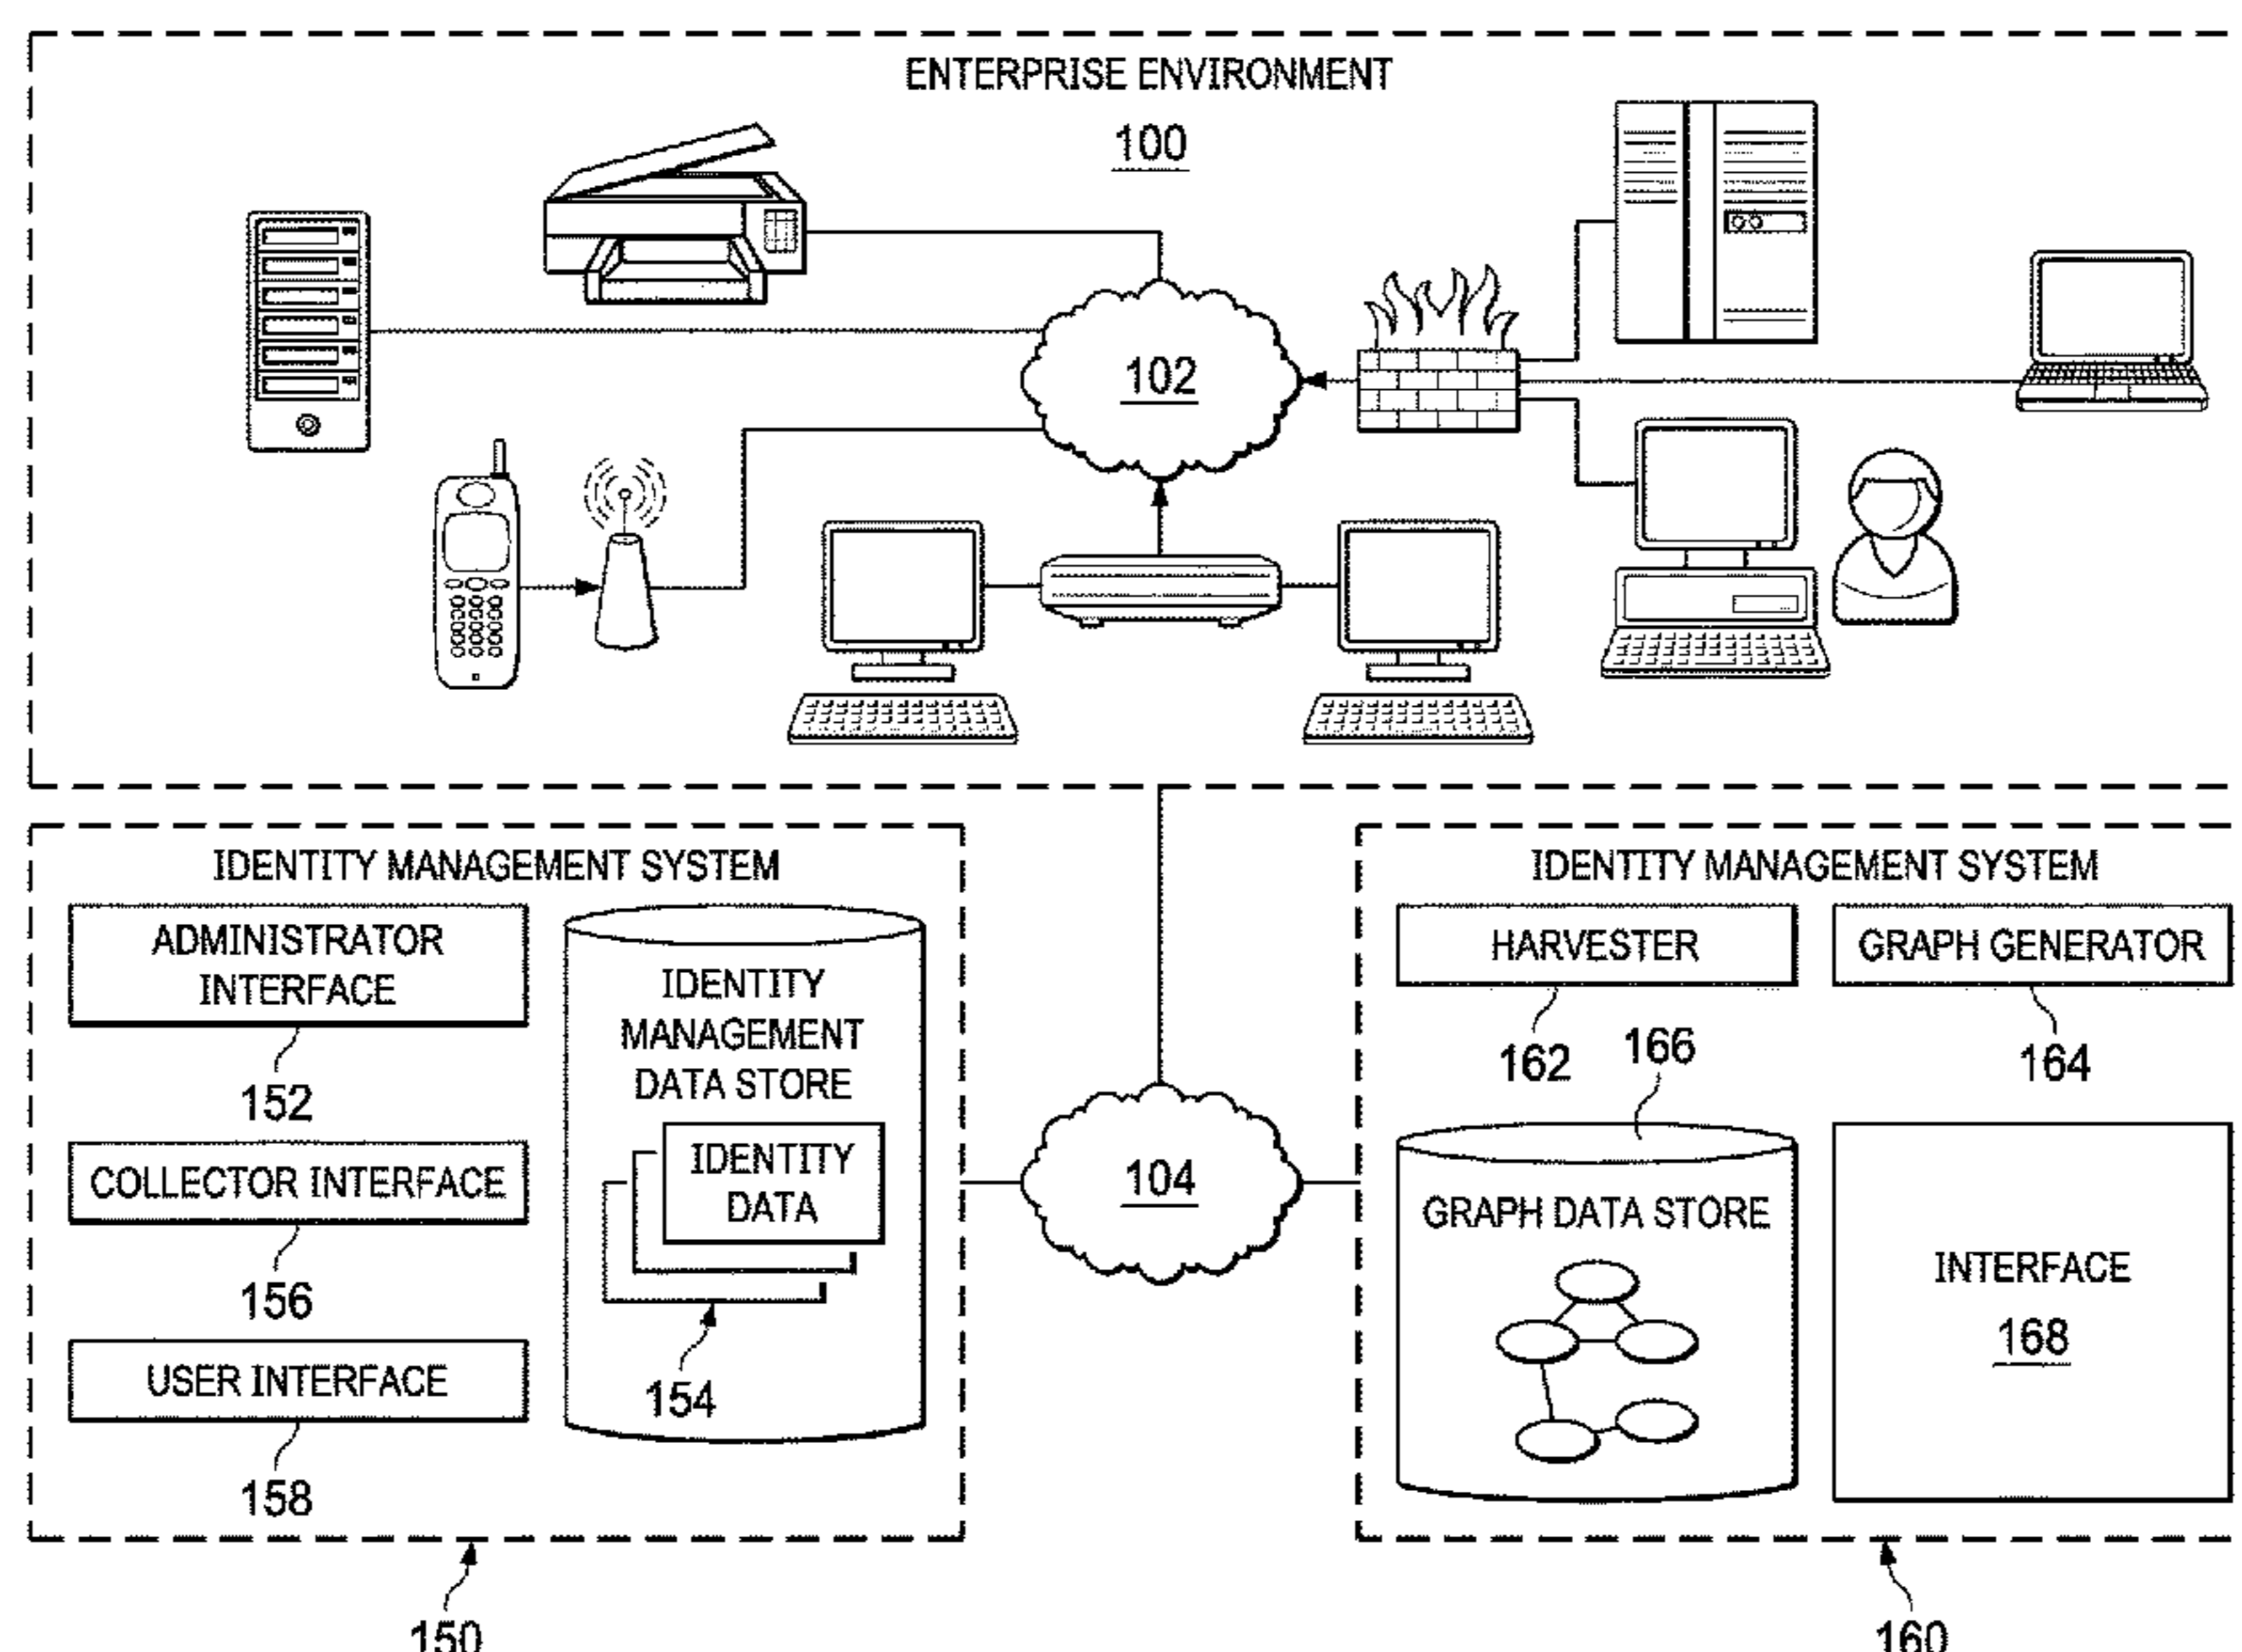 ENTERPRISE ENVIRONMENT
100
102
IDENTITY MANAGEMENT SYSTEM
ADMINISTRATOR
INTERFACE
152
COLLECTOR INTERFACE
156
USER INTERFACE
158
IDENTITY
MANAGEMENT
DATA STORE
IDENTITY
DATA
154
150
104
IDENTITY MANAGEMENT SYSTEM
HARVESTER
162
GRAPH GENERATOR
164
166
GRAPH DATA STORE
INTERFACE
168
160